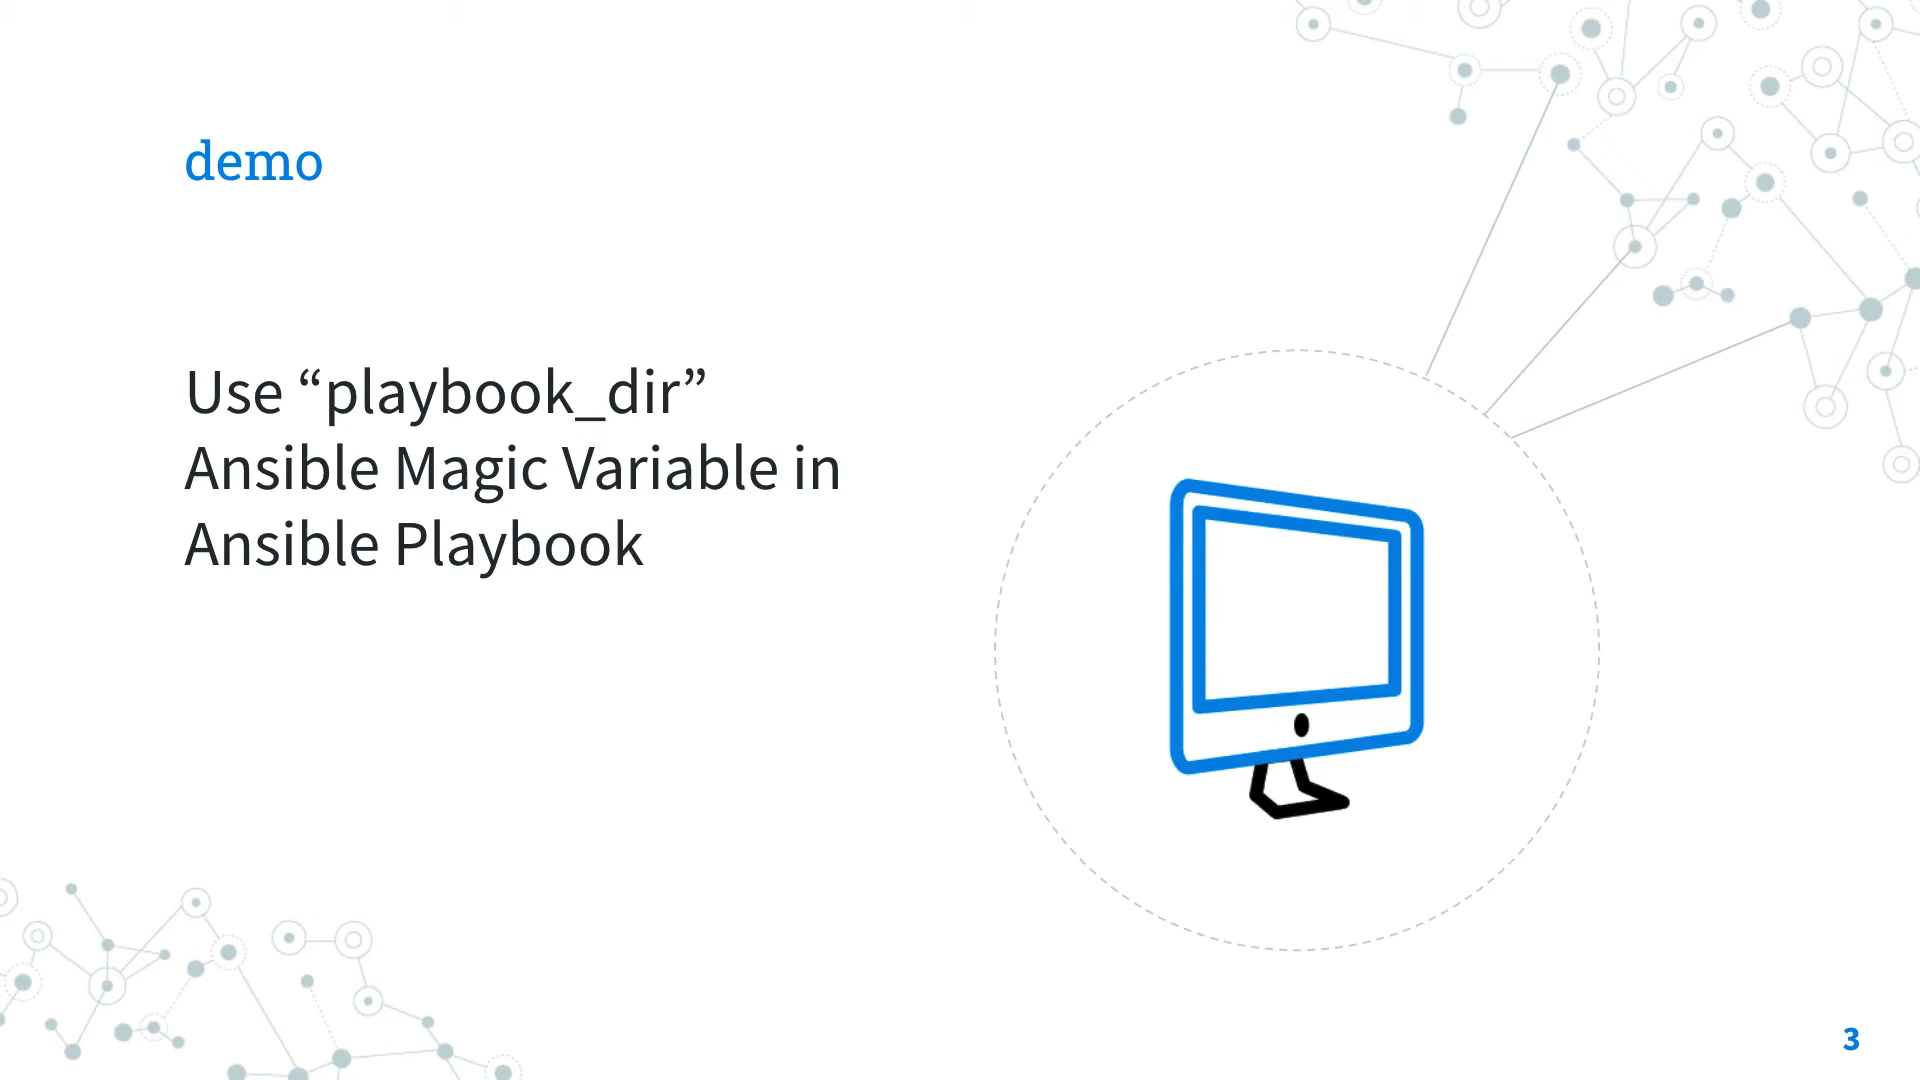 demo
Use “playbook_dir”
Ansible Magic Variable in
Ansible Playbook
3